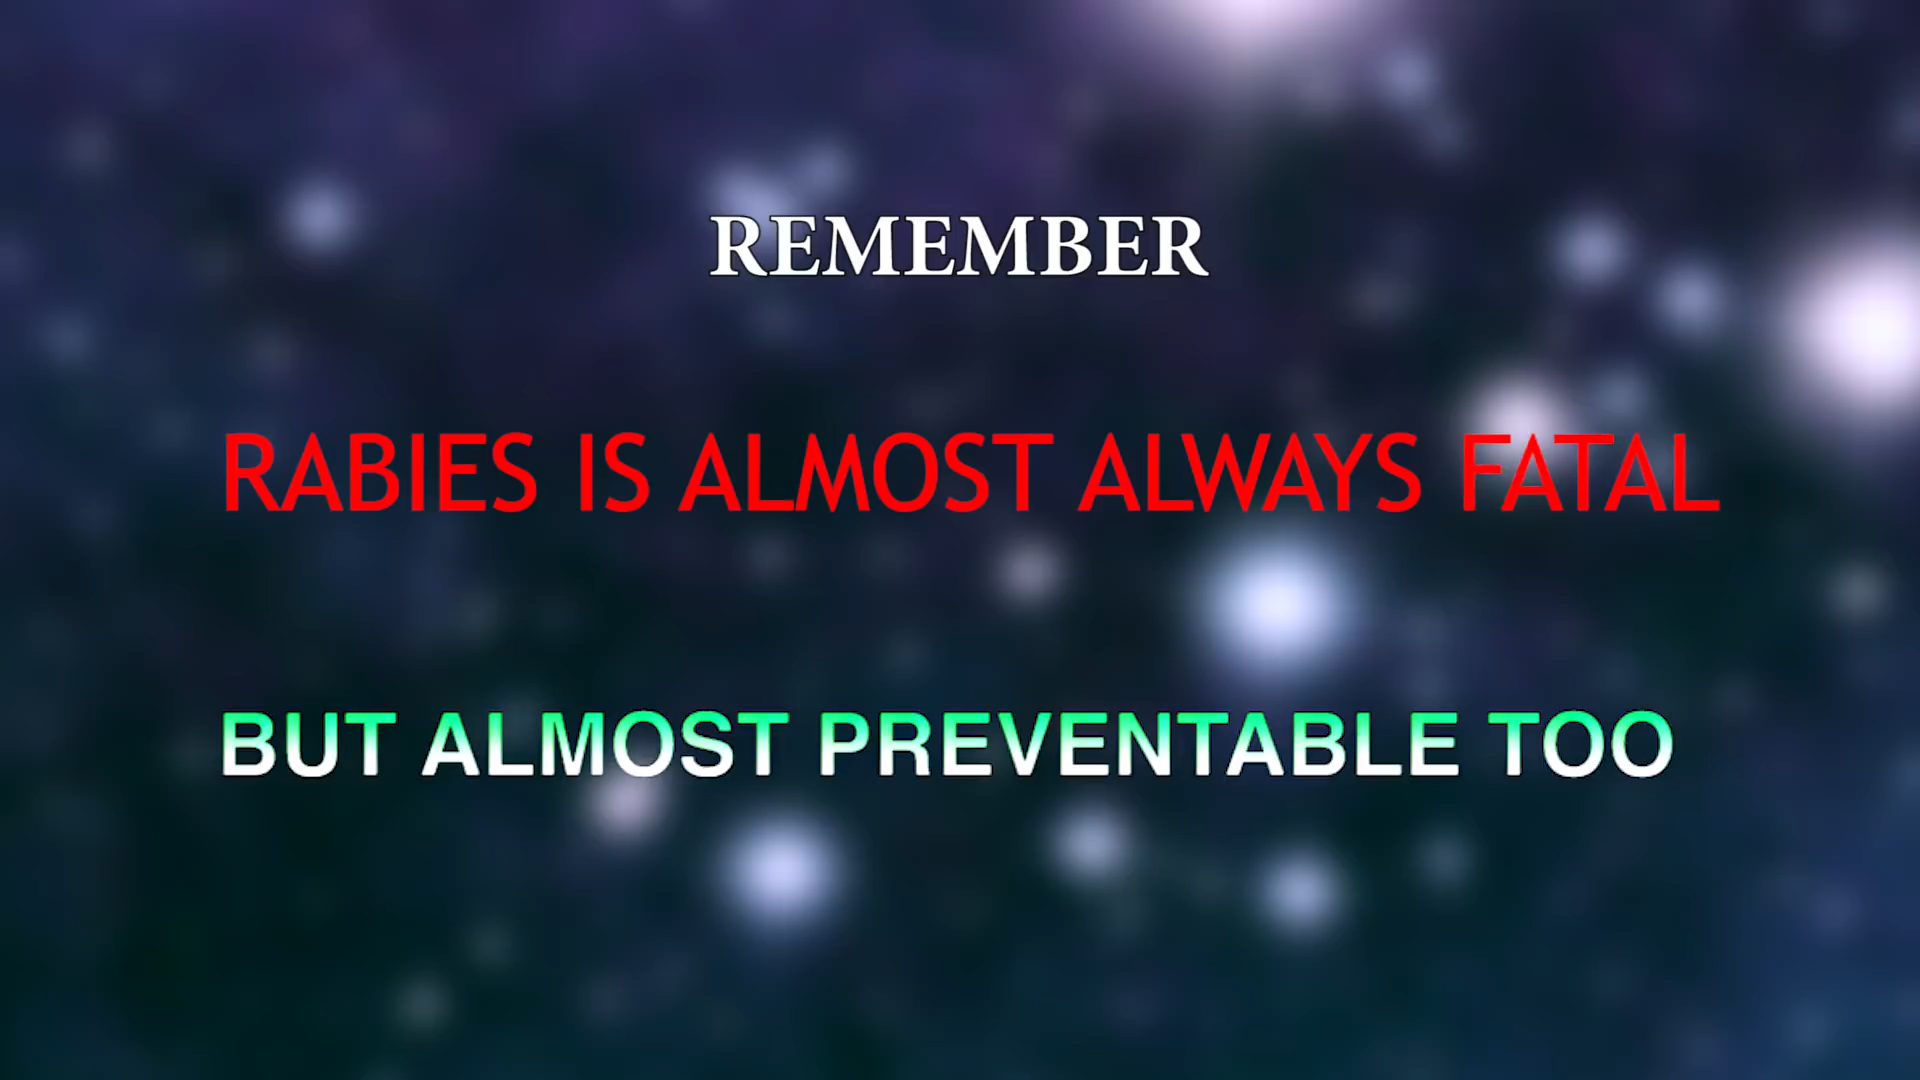 REMEMBER
RABIES IS ALMOST ALWAYS FATAL
BUT ALMOST PREVENTABLE TOO